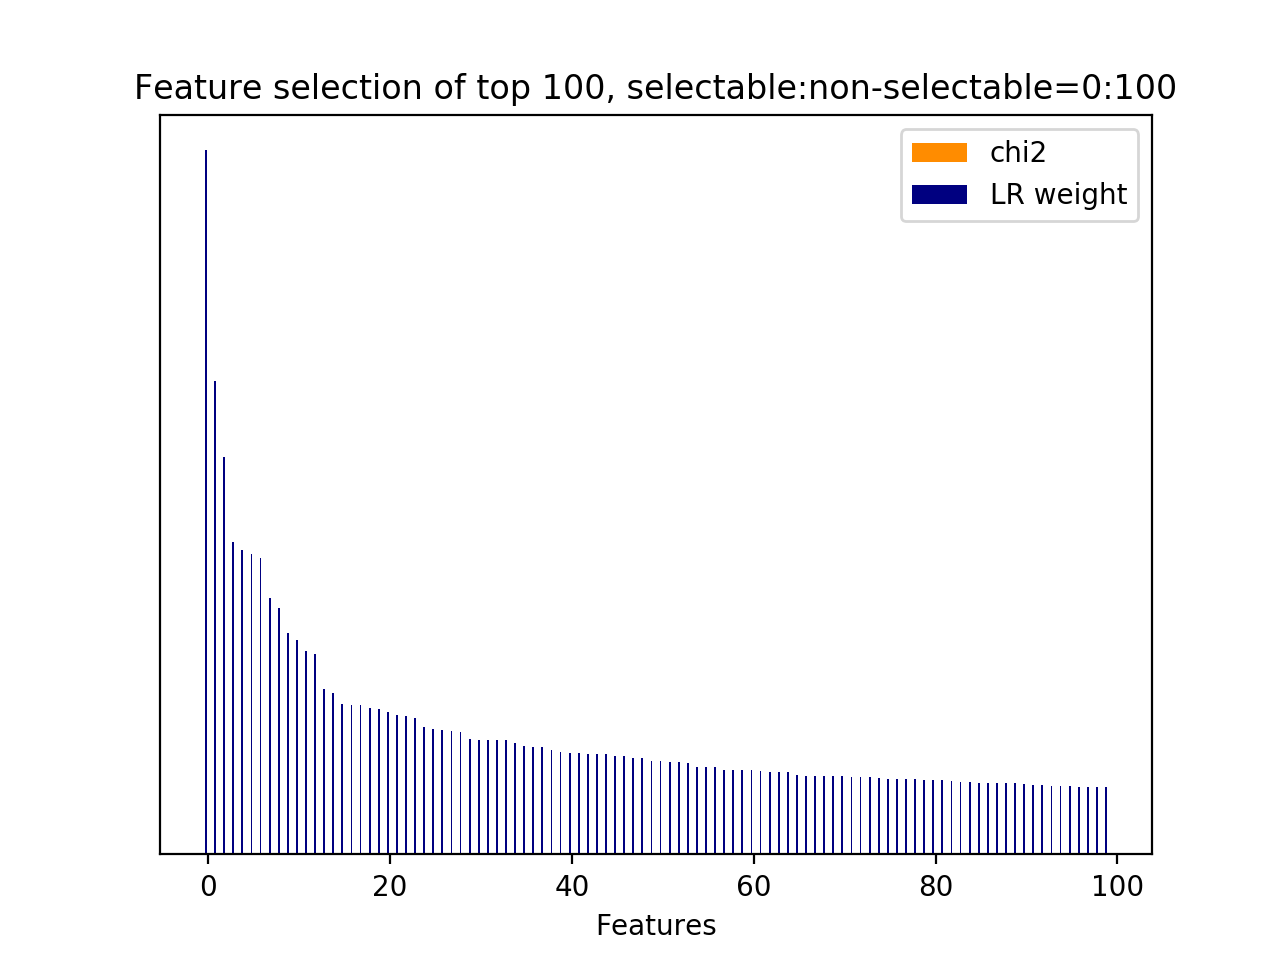 Feature selection of top 100, selectable:non-selectable=0:100
chi2
LR weight
0 20 40 60 80 100
Features